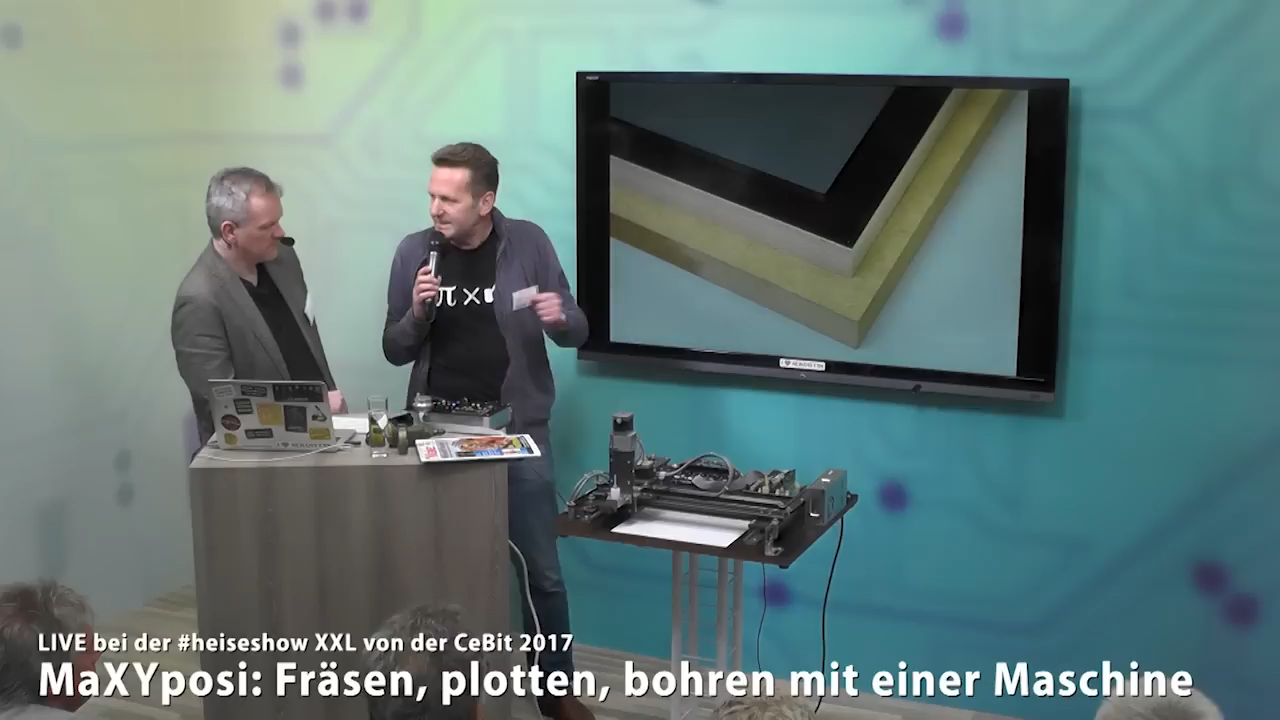 π ×
LIVE bei der #heiseshow XXL von der CeBit 2017
MaXYposi: Fräsen, plotten, bohren mit einer Maschine